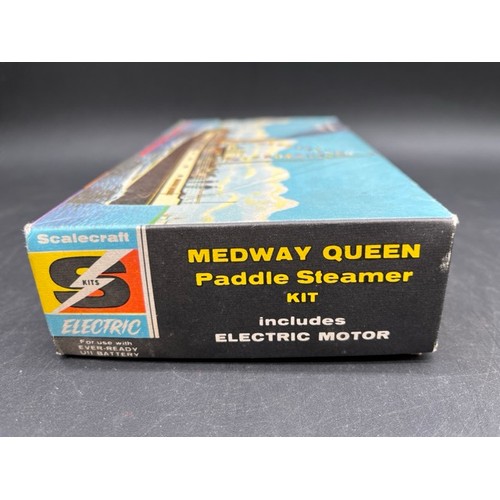 Scalecraft
S
KITS
ELECTRIC
For use with
EVER-READY
U11 BATTERY
MEDWAY QUEEN
Paddle Steamer
KIT
includes
ELECTRIC MOTOR